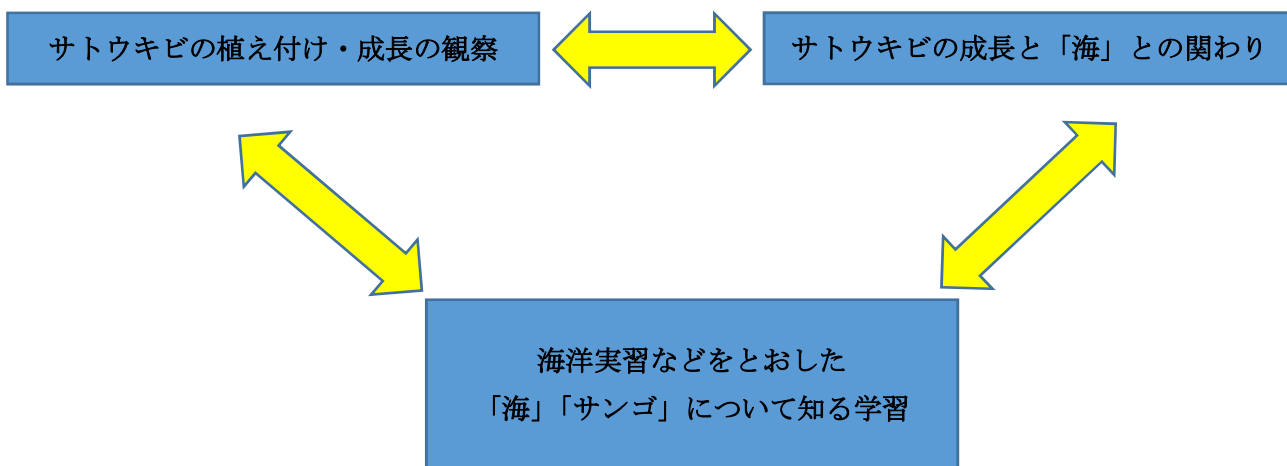 サトウキビの植え付け・成長の観察
サトウキビの成長と「海」との関わり
海洋実習などをとおした
「海」「サンゴ」について知る学習